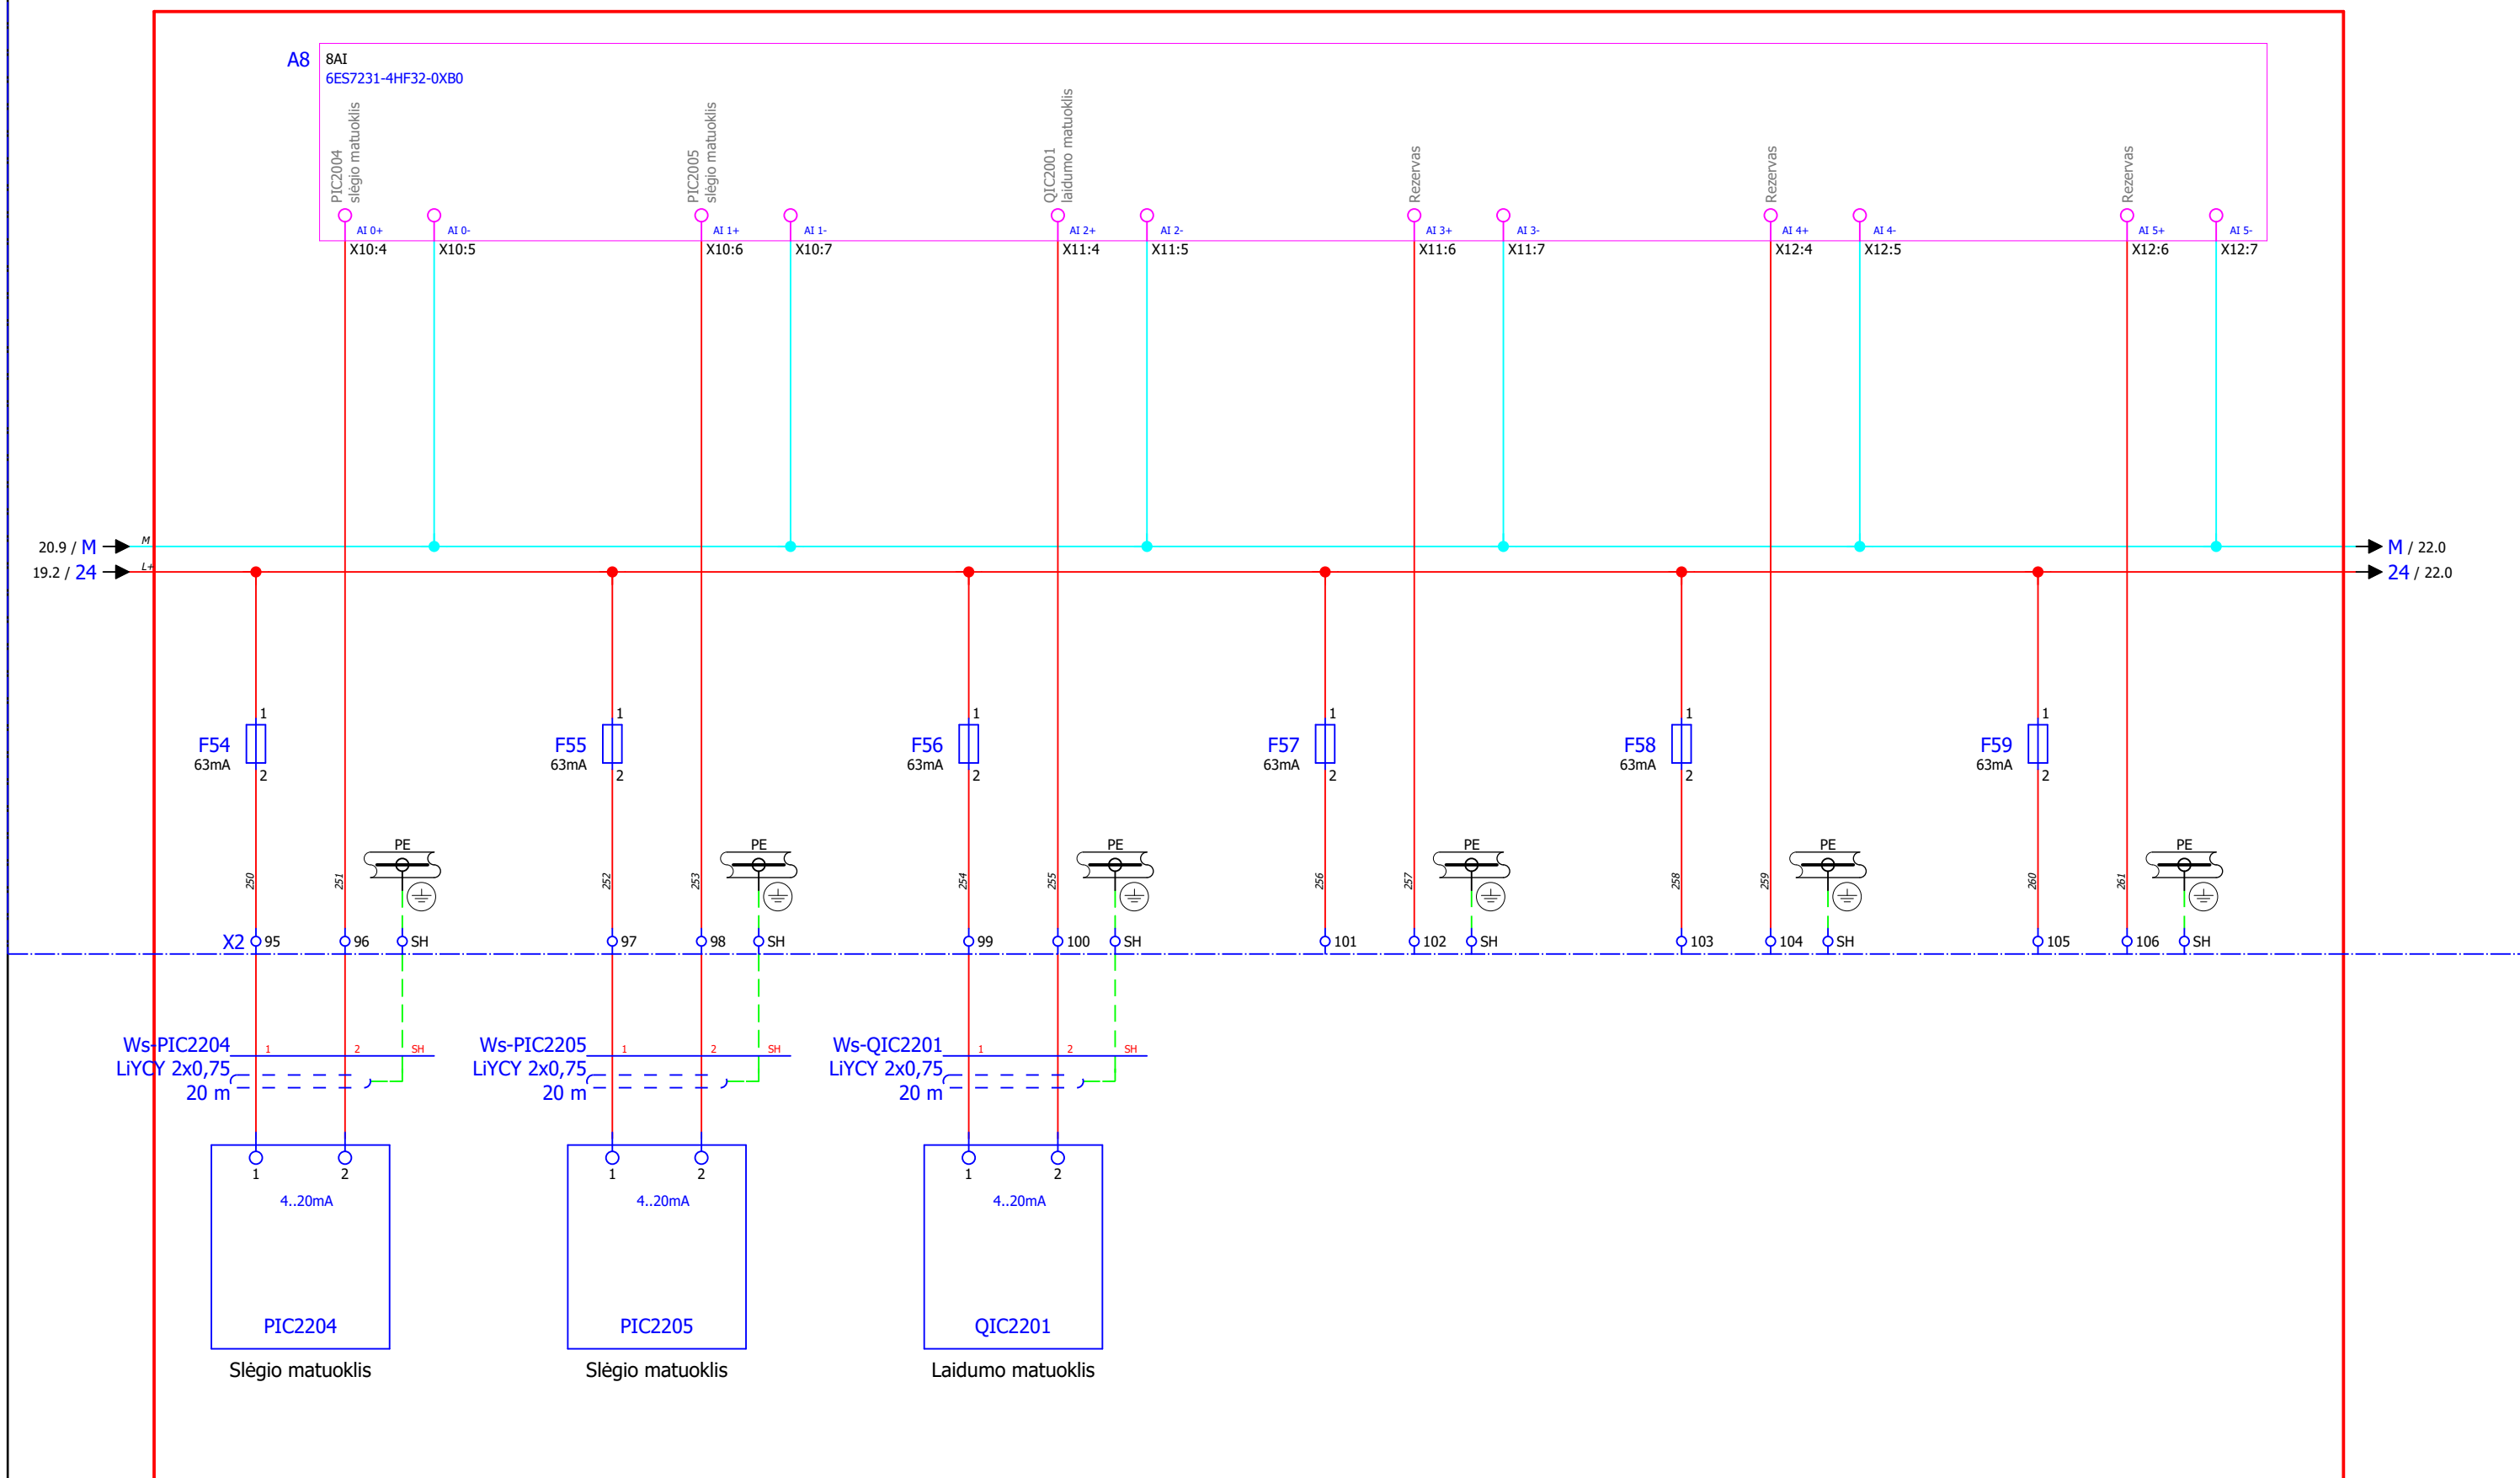 A8
8AI
6ES7231-4HF32-0XB0
PIC2004
slėgio matuoklis
PIC2005
slėgio matuoklis
QIC2001
laidumo matuoklis
Rezervas
Rezervas
Rezervas
AI 0+ AI 0- AI 1+ AI 1- AI 2+ AI 2- AI 3+ AI 3- AI 4+ AI 4- AI 5+ AI 5-
X10:4 X10:5 X10:6 X10:7 X11:4 X11:5 X11:6 X11:7 X12:4 X12:5 X12:6 X12:7
20.9 / M M M / 22.0
19.2 / 24 L+ 24 / 22.0
1 1 1 1 1 1
F54 F55 F56 F57 F58 F59
63mA 63mA 63mA 63mA 63mA 63mA
2 2 2 2 2 2
PE PE PE PE PE PE
250 251 252 253 254 255 256 257 258 259 260 261
X2 95 96 SH 97 98 SH 99 100 SH 101 102 SH 103 104 SH 105 106 SH
Ws-PIC2204 1 2 SH Ws-PIC2205 1 2 SH Ws-QIC2201 1 2 SH
LiYCY 2x0,75 LiYCY 2x0,75 LiYCY 2x0,75
20 m 20 m 20 m
1 2 1 2 1 2
4..20mA 4..20mA 4..20mA
PIC2204 PIC2205 QIC2201
Slėgio matuoklis Slėgio matuoklis Laidumo matuoklis